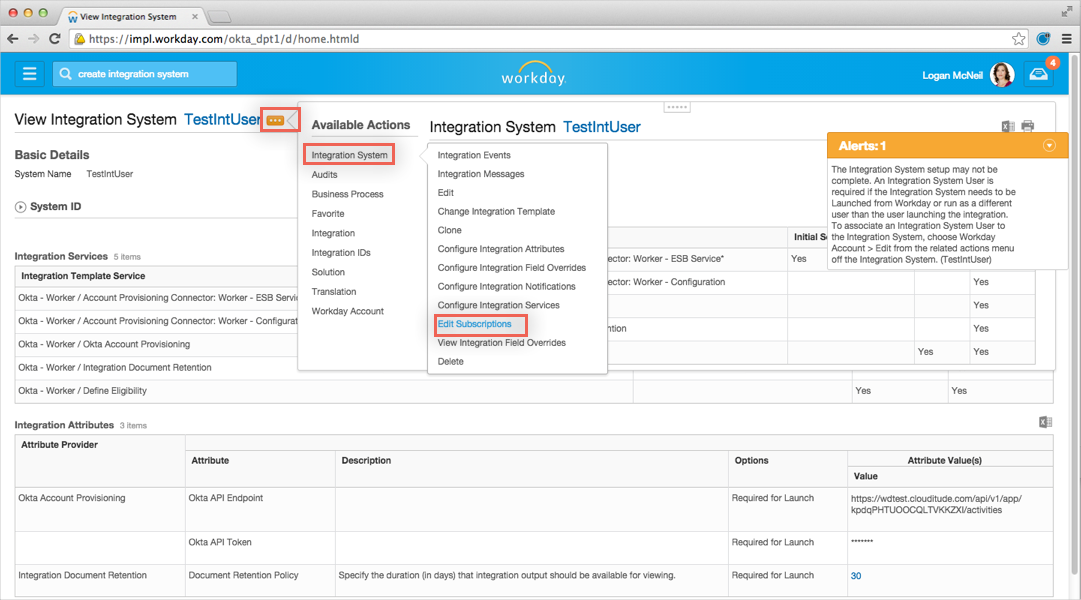 View Integration System
https://impl.workday.com/okta_dpt1/d/home.htmld
create integration system
workday.
Logan McNeil
4
View Integration System TestIntUser
Basic Details
System Name TestIntUser
System ID
Integration Services 5 items
Integration Template Service
Okta - Worker / Account Provisioning Connector: Worker - ESB Servi
Okta - Worker / Account Provisioning Connector: Worker - Configurat
Okta - Worker / Okta Account Provisioning
Okta - Worker / Integration Document Retention
Okta - Worker / Define Eligibility
Yes Yes
Available Actions
Integration System
Audits
Business Process
Favorite
Integration
Integration IDs
Solution
Translation
Workday Account
Integration System TestIntUser
Integration Events
Integration Messages
Edit
Change Integration Template
Clone
Configure Integration Attributes
Configure Integration Field Overrides
Configure Integration Notifications
Configure Integration Services
Edit Subscriptions
View Integration Field Overrides
Delete
Initial S
ector: Worker - ESB Service* Yes
ector: Worker - Configuration Yes
Yes
ntion Yes
Yes Yes
Alerts: 1
The Integration System setup may not be
complete. An Integration System User is
required if the Integration System needs to be
Launched from Workday or run as a different
user than the user launching the integration.
To associate an Integration System User to
the Integration System, choose Workday
Account > Edit from the related actions menu
off the Integration System. (TestIntUser)
Integration Attributes 3 items
Attribute Provider
Attribute Description Options Attribute Value(s)
Value
Okta Account Provisioning Okta API Endpoint Required for Launch https://wdtest.clouditude.com/api/v1/app/
kpdqPHTUOOCQLTVKKZXI/activities
Okta API Token Required for Launch *******
Integration Document Retention Document Retention Policy Specify the duration (in days) that integration output should be available for viewing. Required for Launch 30